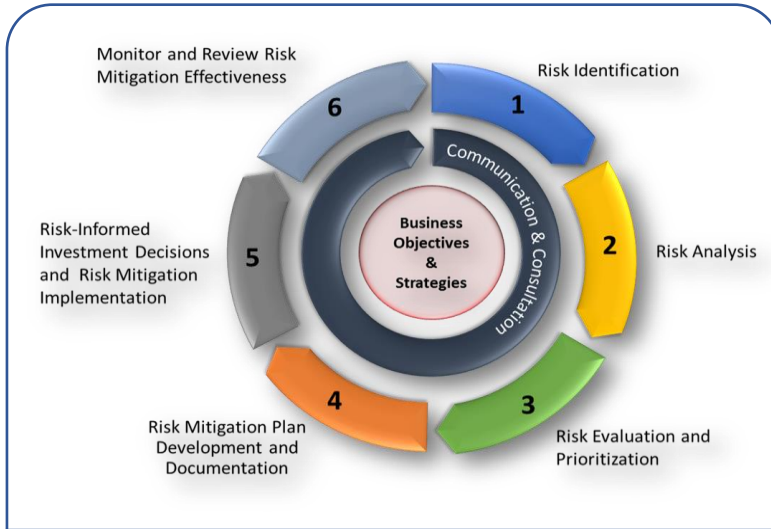 Monitor and Review Risk
Mitigation Effectiveness
6
1
Risk Identification
Communication & Consultation
Business
Objectives
&
Strategies
2
Risk Analysis
Risk-Informed
Investment Decisions
and Risk Mitigation
Implementation
5
4
Risk Mitigation Plan
Development and
Documentation
3
Risk Evaluation and
Prioritization